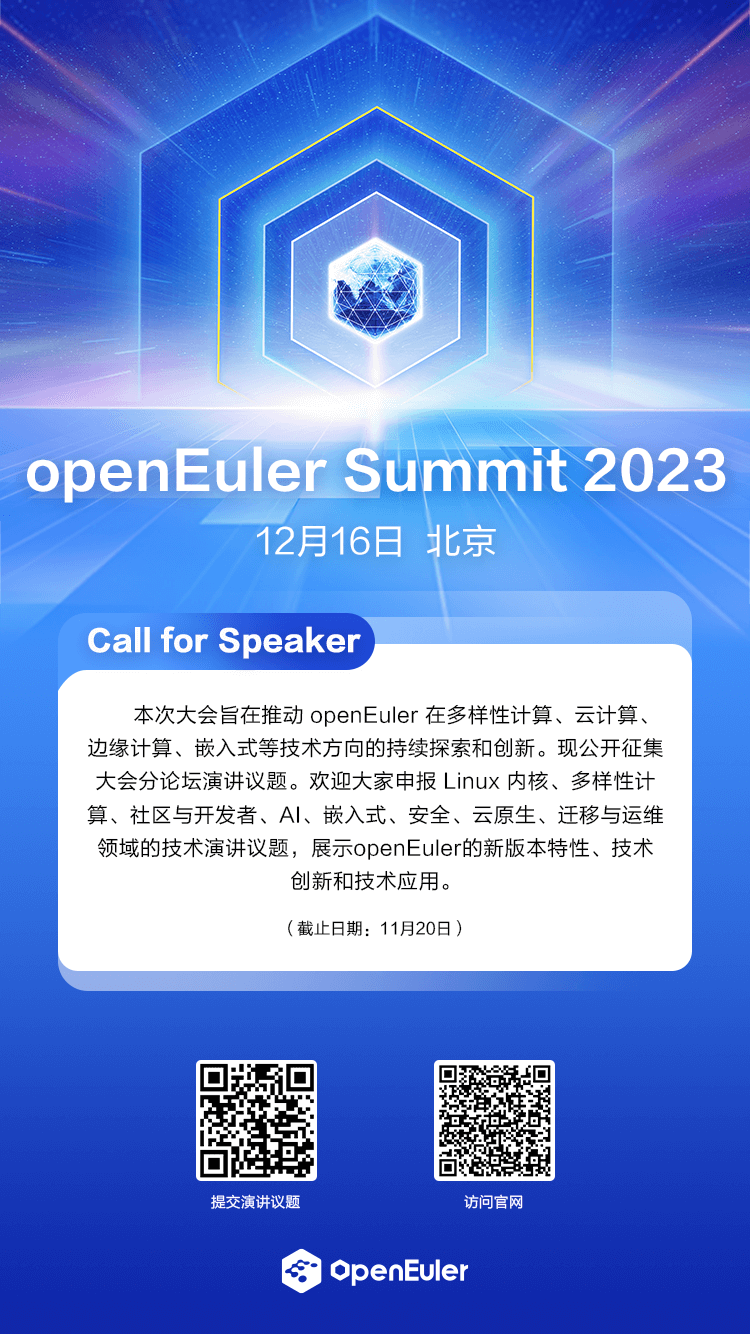 openEuler Summit 2023
12月16日 北京
Call for Speaker
本次大会旨在推动 openEuler 在多样性计算、云计算、
边缘计算、嵌入式等技术方向的持续探索和创新。现公开征集
大会分论坛演讲议题。欢迎大家申报 Linux 内核、多样性计
算、社区与开发者、AI、嵌入式、安全、云原生、迁移与运维
领域的技术演讲议题，展示openEuler的新版本特性、技术
创新和技术应用。
（截止日期：11月20日）
提交演讲议题
访问官网
OpenEuler